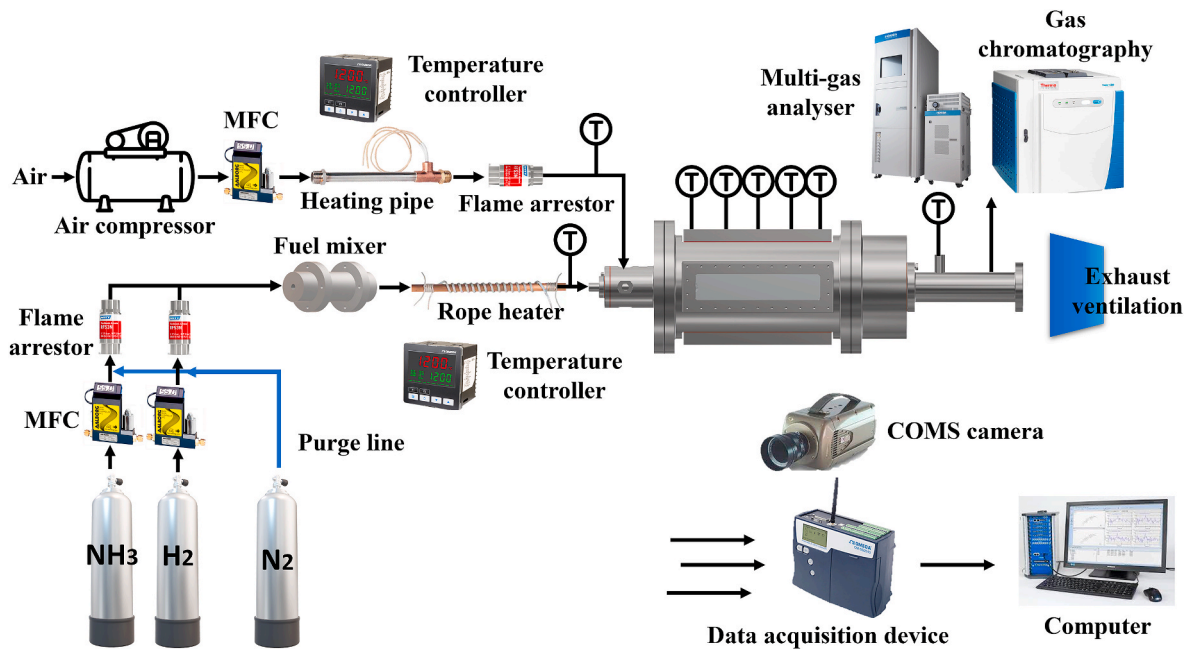 Gas
chromatography
Temperature
controller
Multi-gas
analyser
MFC
T
Air
T
T
T
T
T
Heating pipe
Flame arrestor
T
Air compressor
Fuel mixer
T
Exhaust
ventilation
Flame
arrestor
Rope heater
Temperature
controller
MFC
Purge line
COMS camera
NH3
H2
N2
Data acquisition device
Computer